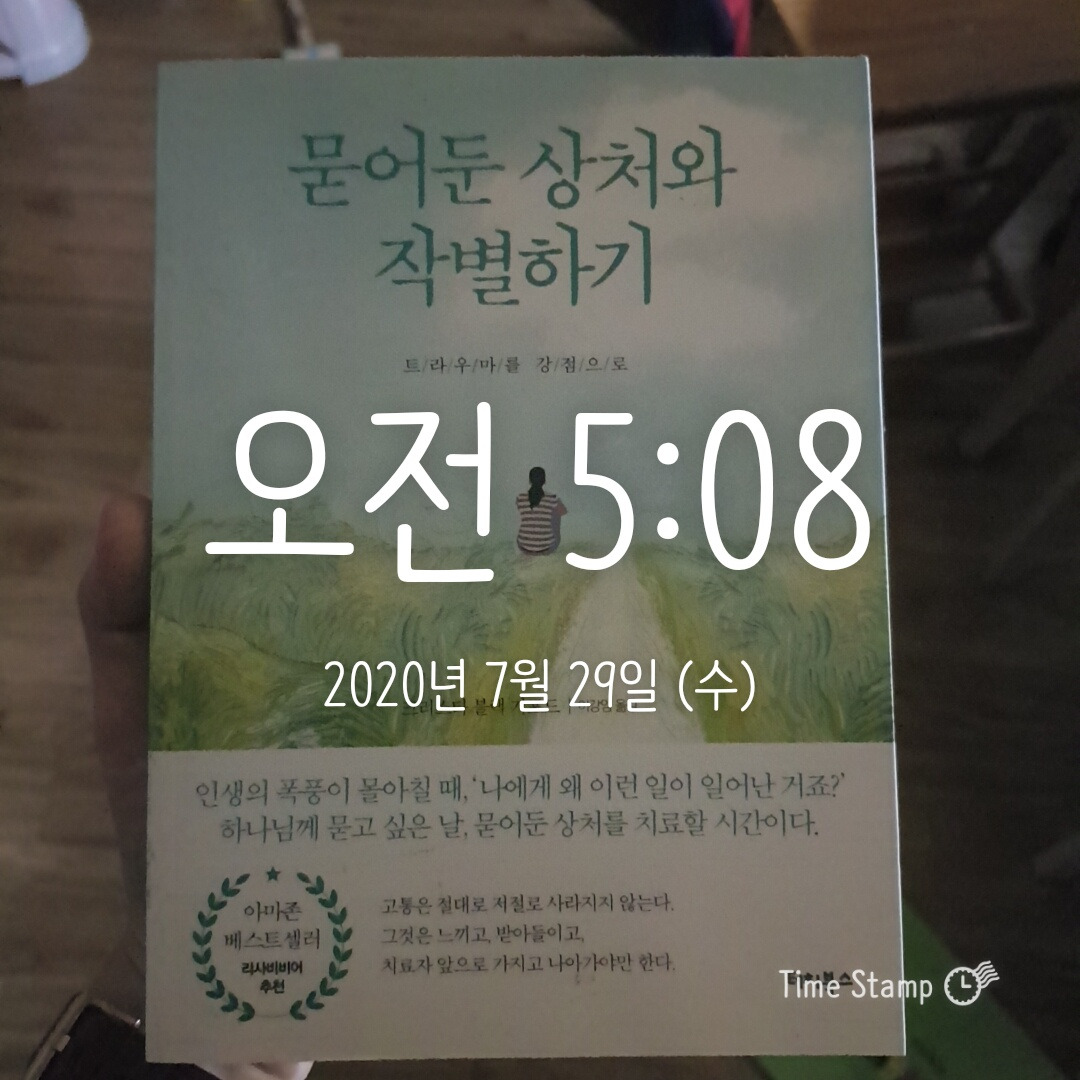 묻어둔 상처와
작별하기
트/라/우/마/를 강/점/으/로
오전 5:08
2020년 7월 29일 (수)
인생의 폭풍이 몰아칠 때, ‘나에게 왜 이런 일이 일어난 거죠?’
하나님께 묻고 싶은 날, 묻어둔 상처를 치료할 시간이다.
아마존
베스트셀러
리사비비어
추천
고통은 절대로 저절로 사라지지 않는다.
그것은 느끼고, 받아들이고,
치료자 앞으로 가지고 나아가야만 한다.
Time Stamp